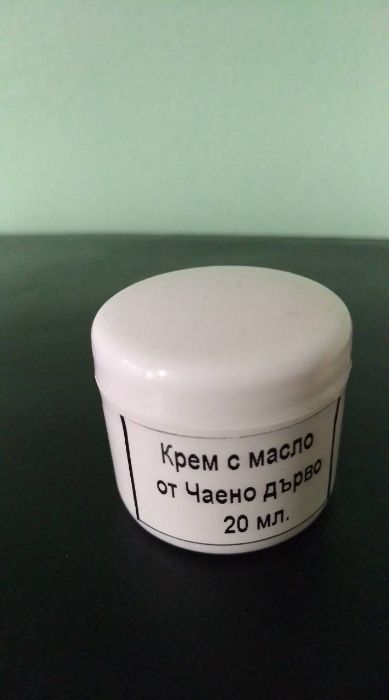 Крем с масло
от Чаено дърво
20 мл.